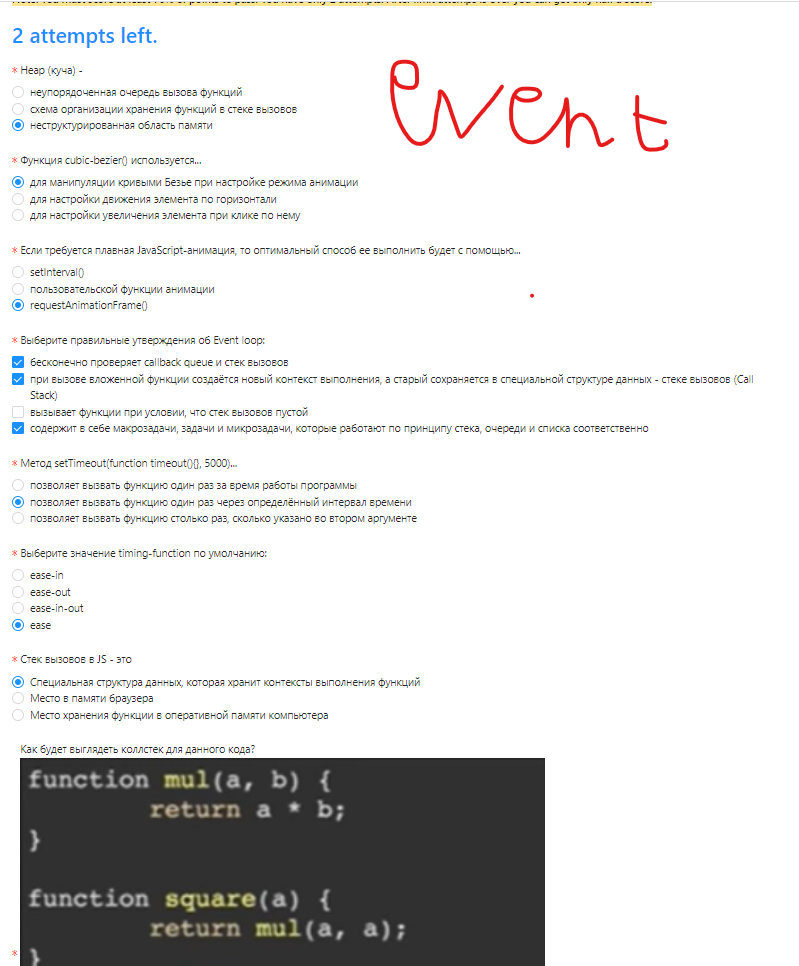 2 attempts left.
event
* Heap (куча) -
неупорядоченная очередь вызова функций
схема организации хранения функций в стеке вызовов
неструктурированная область памяти
* Функция cubic-bezier() используется...
для манипуляции кривыми Безье при настройке режима анимации
для настройки движения элемента по горизонтали
для настройки увеличения элемента при клике по нему
* Если требуется плавная JavaScript-анимация, то оптимальный способ ее выполнить будет с помощью...
setInterval()
пользовательской функции анимации
requestAnimationFrame()
* Выберите правильные утверждения об Event loop:
бесконечно проверяет callback queue и стек вызовов
при вызове вложенной функции создаётся новый контекст выполнения, а старый сохраняется в специальной структуре данных - стеке вызовов (Call
Stack)
вызывает функции при условии, что стек вызовов пустой
содержит в себе макрозадачи, задачи и микрозадачи, которые работают по принципу стека, очереди и списка соответственно
* Метод setTimeout(function timeout(){}, 5000)...
позволяет вызвать функцию один раз за время работы программы
позволяет вызвать функцию один раз через определённый интервал времени
позволяет вызвать функцию столько раз, сколько указано во втором аргументе
* Выберите значение timing-function по умолчанию:
ease-in
ease-out
ease-in-out
ease
* Стек вызовов в JS - это
Специальная структура данных, которая хранит контексты выполнения функций
Место в памяти браузера
Место хранения функции в оперативной памяти компьютера
Как будет выглядеть коллстек для данного кода?
function mul(a, b) {
return a * b;
}
function square(a) {
return mul(a, a);
* }